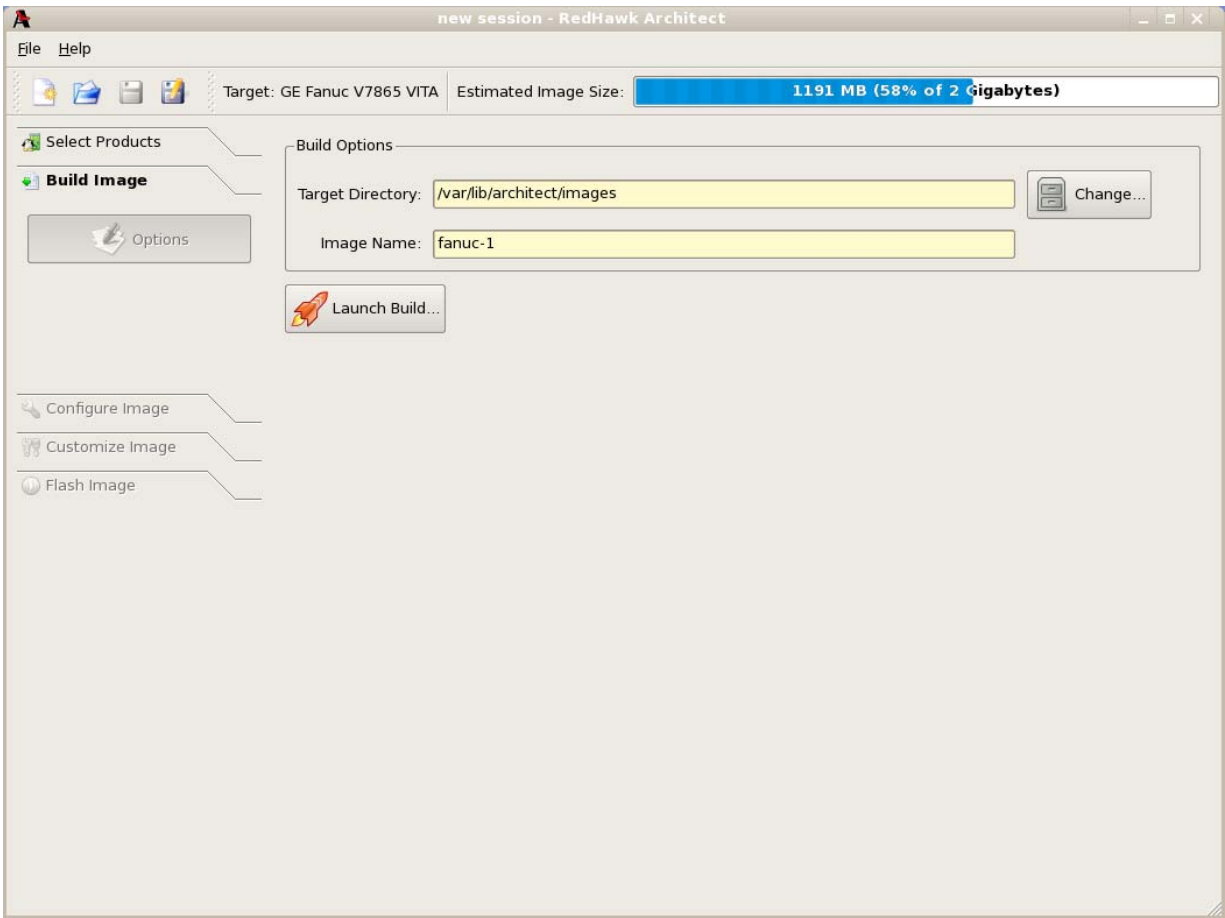 new session - RedHawk Architect
File Help
Target: GE Fanuc V7865 VITA Estimated Image Size: 1191 MB (58% of 2 Gigabytes)
Select Products
Build Image
Options
Build Options
Target Directory: /var/lib/architect/images Change...
Image Name: fanuc-1
Launch Build...
Configure Image
Customize Image
Flash Image